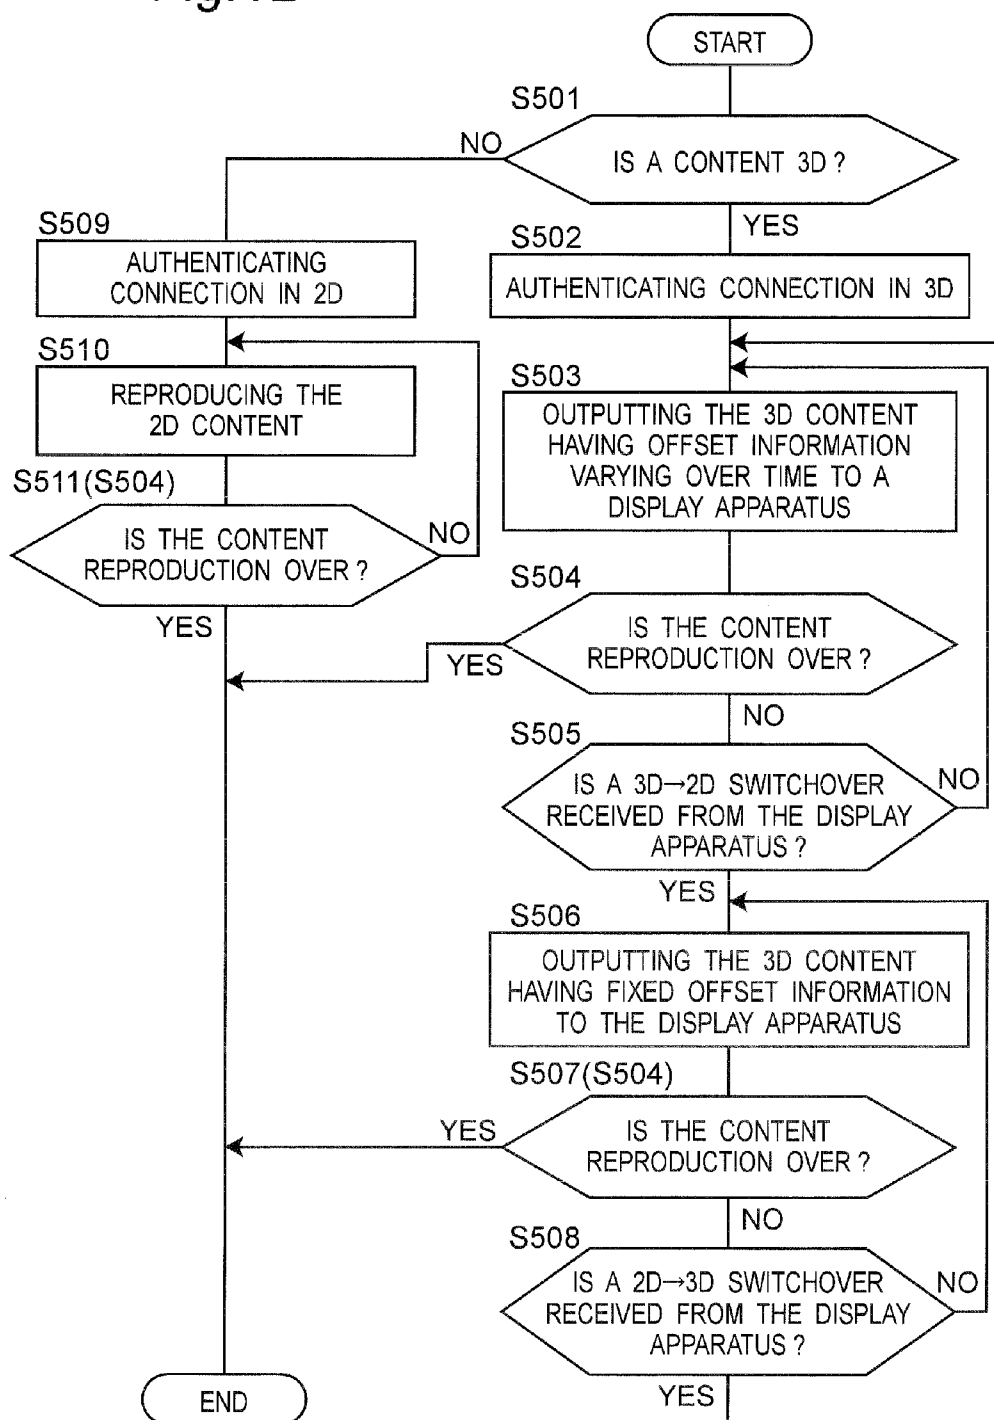 START
S501
IS A CONTENT 3D?
NO
YES
S509
AUTHENTICATING
CONNECTION IN 2D
S502
AUTHENTICATING CONNECTION IN 3D
S510
REPRODUCING THE
2D CONTENT
S503
OUTPUTTING THE 3D CONTENT
HAVING OFFSET INFORMATION
VARYING OVER TIME TO A
DISPLAY APPARATUS
S511(S504)
IS THE CONTENT
REPRODUCTION OVER?
NO
YES
S504
IS THE CONTENT
REPRODUCTION OVER?
YES
NO
S505
IS A 3D→2D SWITCHOVER
RECEIVED FROM THE DISPLAY
APPARATUS?
NO
YES
S506
OUTPUTTING THE 3D CONTENT
HAVING FIXED OFFSET INFORMATION
TO THE DISPLAY APPARATUS
S507(S504)
IS THE CONTENT
REPRODUCTION OVER?
YES
NO
S508
IS A 2D→3D SWITCHOVER
RECEIVED FROM THE DISPLAY
APPARATUS?
NO
YES
END